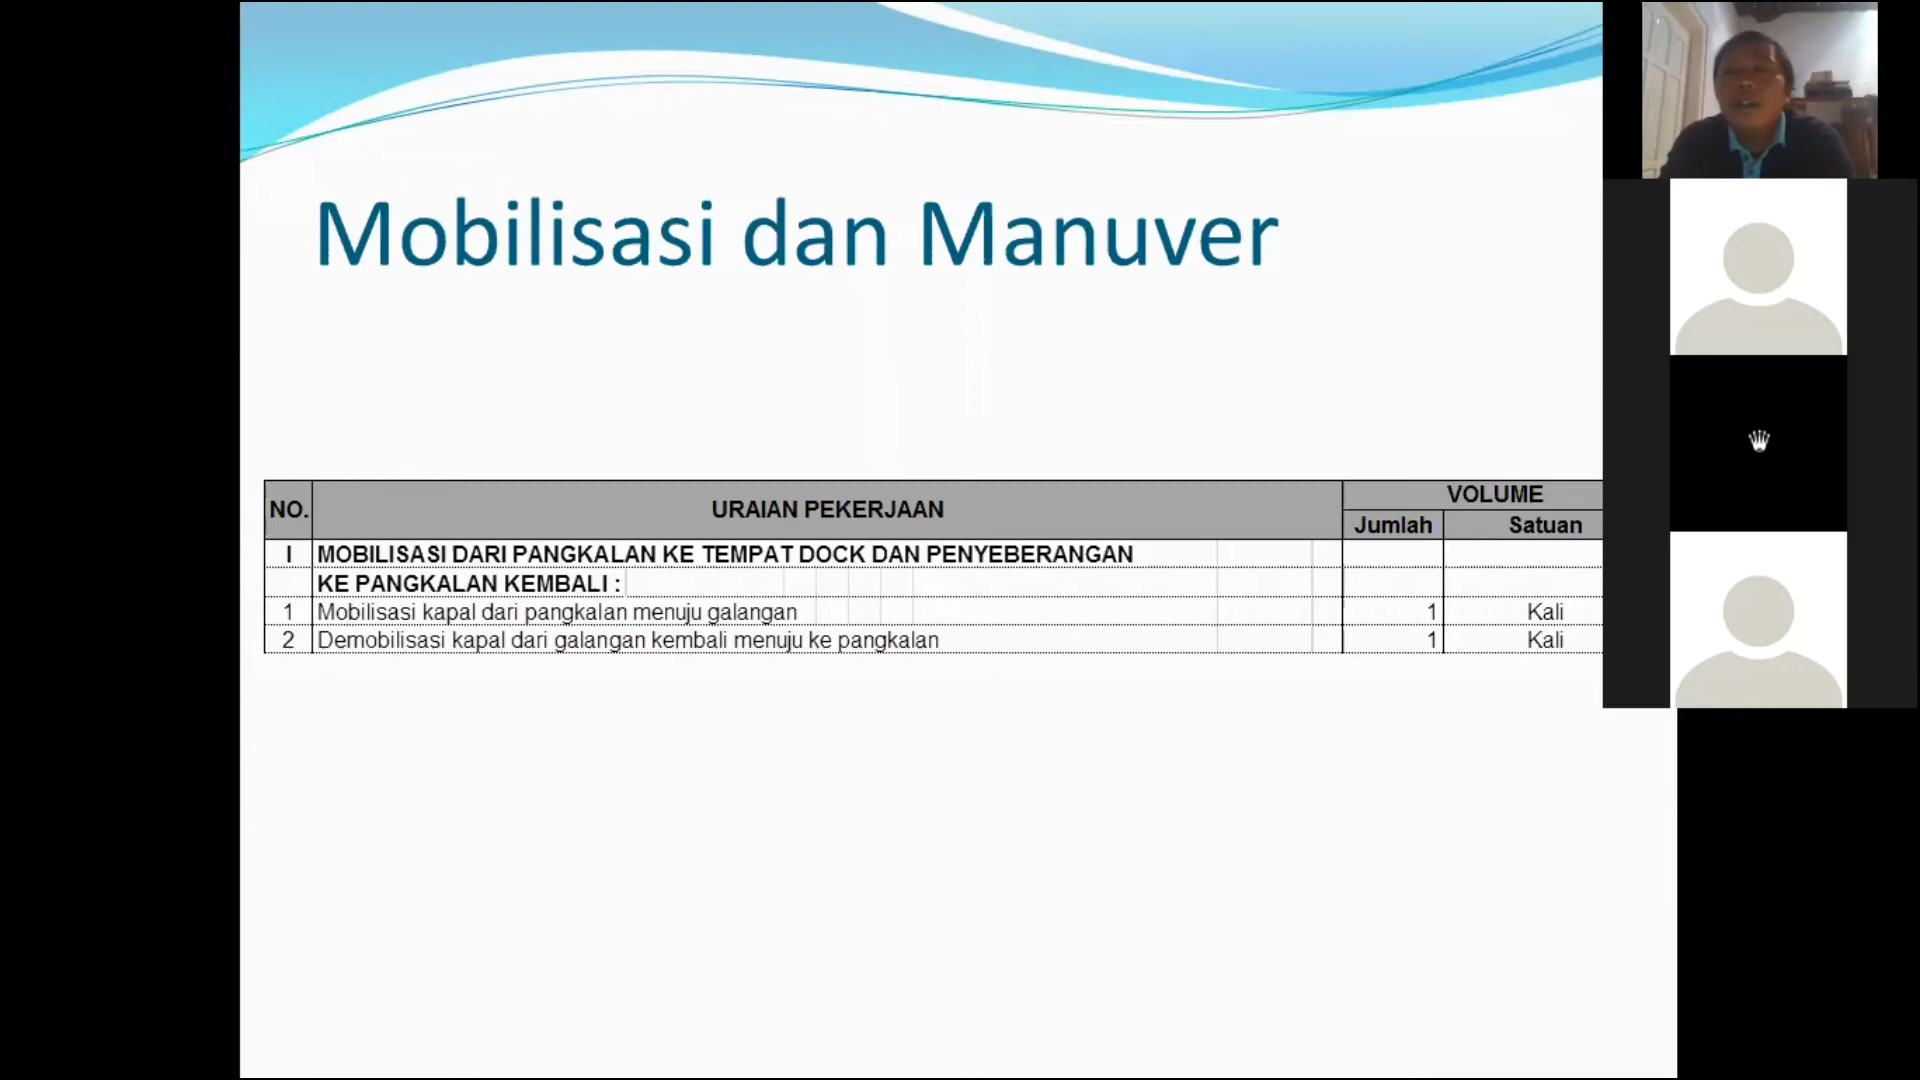 Mobilisasi dan Manuver
NO. URAIAN PEKERJAAN VOLUME
Jumlah Satuan
I MOBILISASI DARI PANGKALAN KE TEMPAT DOCK DAN PENYEBERANGAN
KE PANGKALAN KEMBALI :
1 Mobilisasi kapal dari pangkalan menuju galangan 1 Kali
2 Demobilisasi kapal dari galangan kembali menuju ke pangkalan 1 Kali